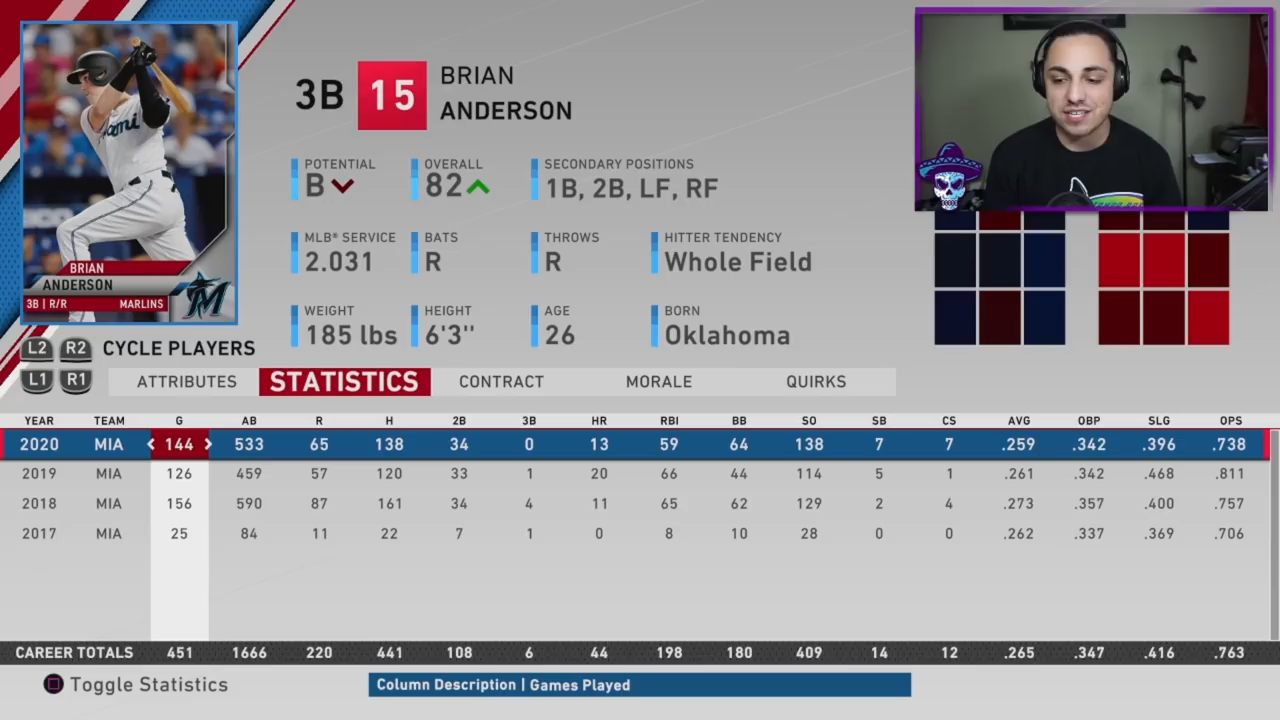 3B 15 BRIAN
ANDERSON
POTENTIAL OVERALL SECONDARY POSITIONS
B 82 1B, 2B, LF, RF
MLB® SERVICE BATS THROWS HITTER TENDENCY
2.031 R R Whole Field
WEIGHT HEIGHT AGE BORN
185 lbs 6'3'' 26 Oklahoma
BRIAN
ANDERSON
3B | R/R MARLINS
L2 R2 CYCLE PLAYERS
L1 R1 ATTRIBUTES STATISTICS CONTRACT MORALE QUIRKS
YEAR TEAM G AB R H 2B 3B HR RBI BB SO SB CS AVG OBP SLG OPS
2020 MIA 144 533 65 138 34 0 13 59 64 138 7 7 .259 .342 .396 .738
2019 MIA 126 459 57 120 33 1 20 66 44 114 5 1 .261 .342 .468 .811
2018 MIA 156 590 87 161 34 4 11 65 62 129 2 4 .273 .357 .400 .757
2017 MIA 25 84 11 22 7 1 0 8 10 28 0 0 .262 .337 .369 .706
CAREER TOTALS 451 1666 220 441 108 6 44 198 180 409 14 12 .265 .347 .416 .763
Toggle Statistics Column Description | Games Played